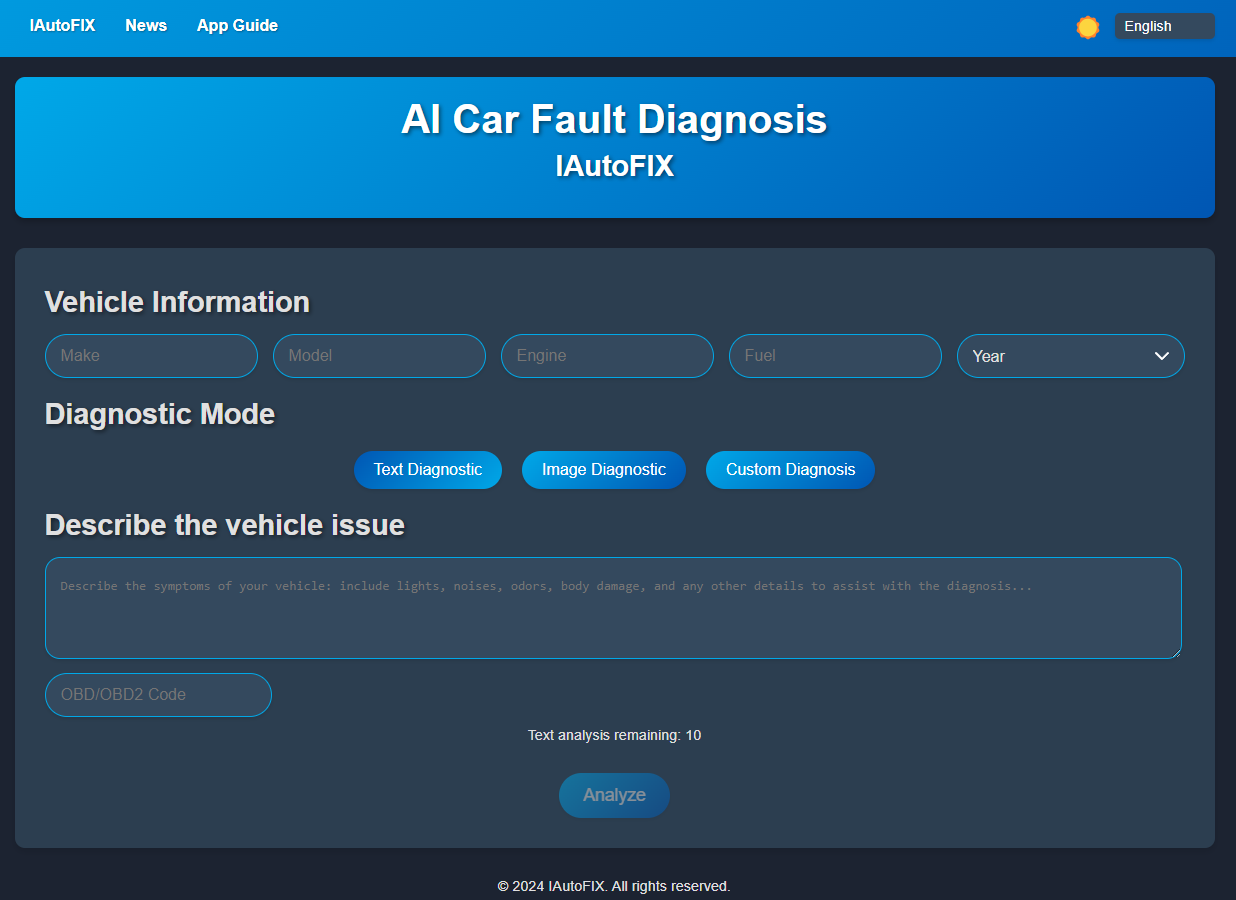 IAutoFIX News App Guide English
AI Car Fault Diagnosis
IAutoFIX
Vehicle Information
Make Model Engine Fuel Year
Diagnostic Mode
Text Diagnostic Image Diagnostic Custom Diagnosis
Describe the vehicle issue
Describe the symptoms of your vehicle: include lights, noises, odors, body damage, and any other details to assist with the diagnosis...
OBD/OBD2 Code
Text analysis remaining: 10
Analyze
© 2024 IAutoFIX. All rights reserved.